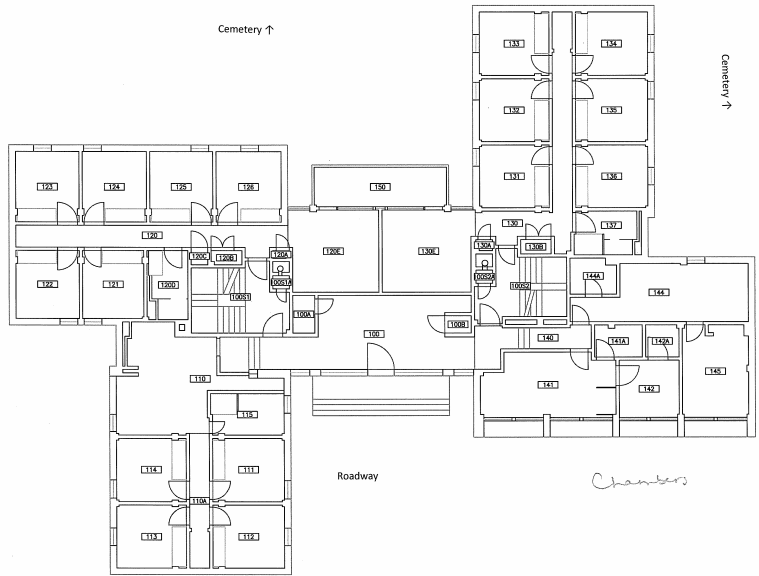 Cemetery ↑
Cemetery ↑
133
134
132
135
131
136
130
137
130A
130B
123
124
125
126
150
120
120C
120B
120A
120E
130E
122
121
120D
100S1
100S1A
100S2A
100S2
144A
144
100A
100
100B
140
141A
142A
110
141
142
145
115
114
111
110A
113
112
Roadway
Chambers